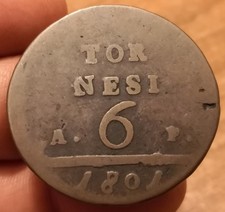 TOR
NESI
A. 6 P.
1801